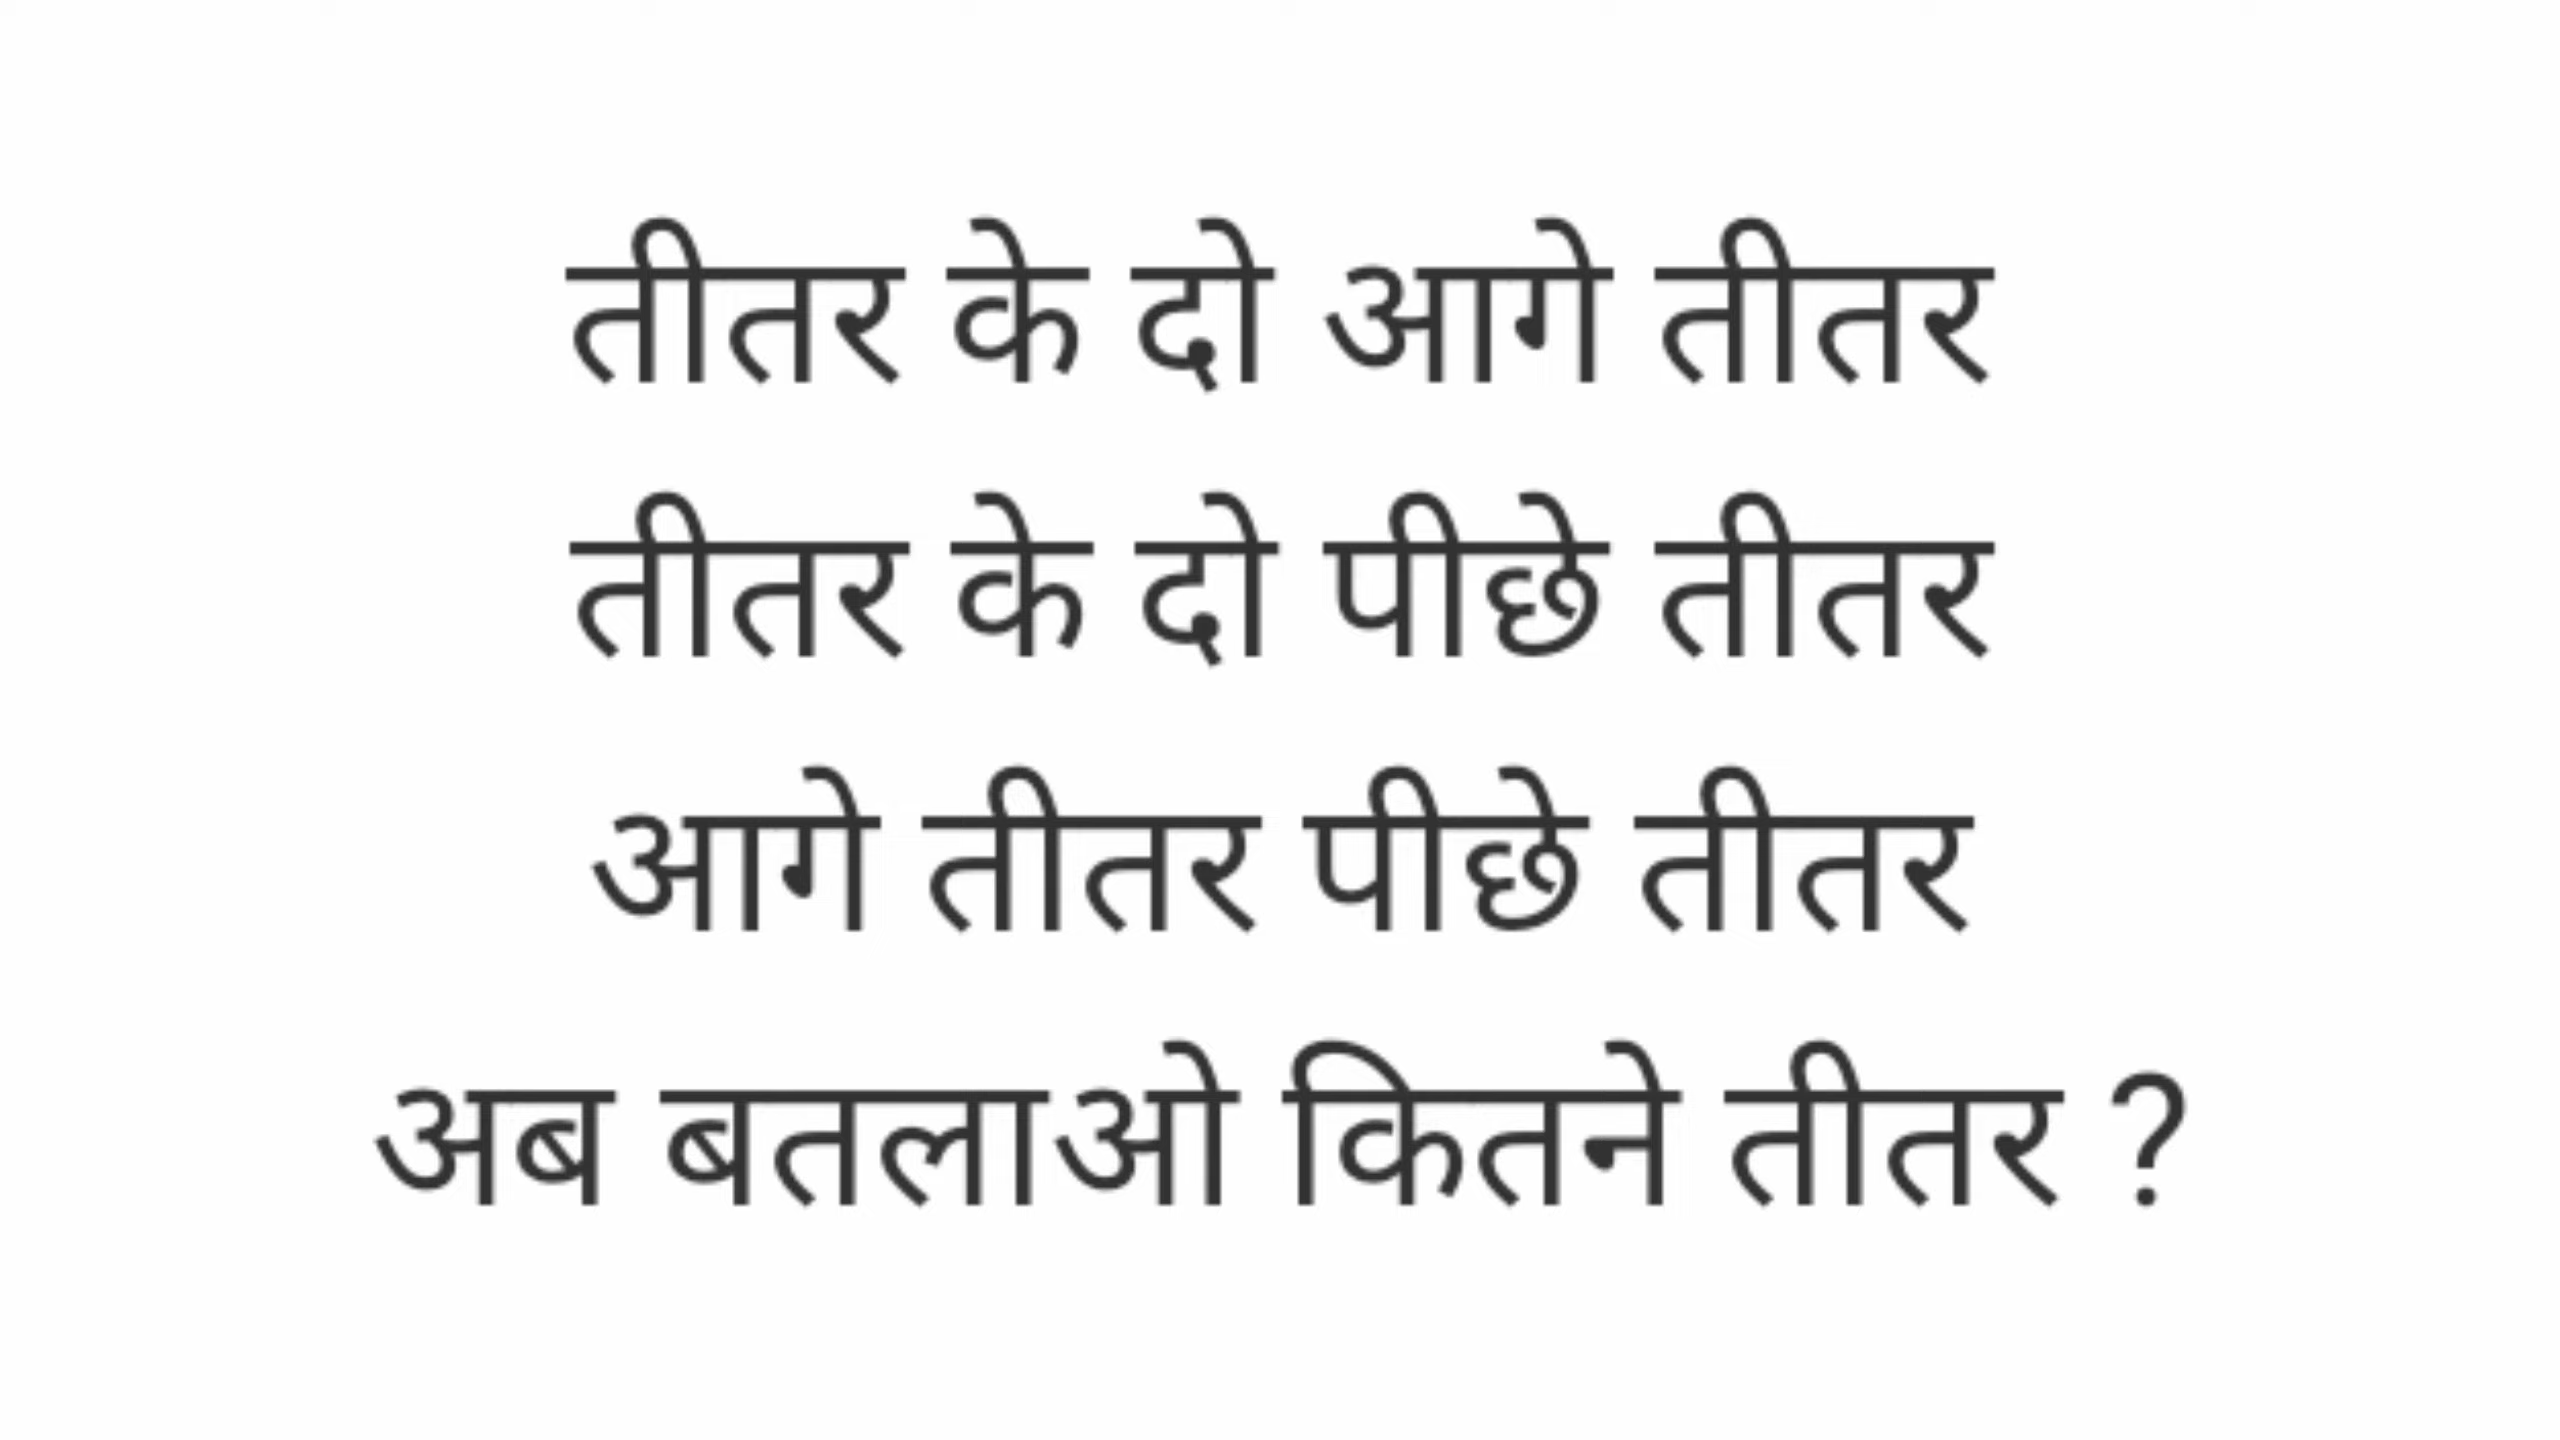 तीतर के दो आगे तीतर
तीतर के दो पीछे तीतर
आगे तीतर पीछे तीतर
अब बतलाओ कितने तीतर ?